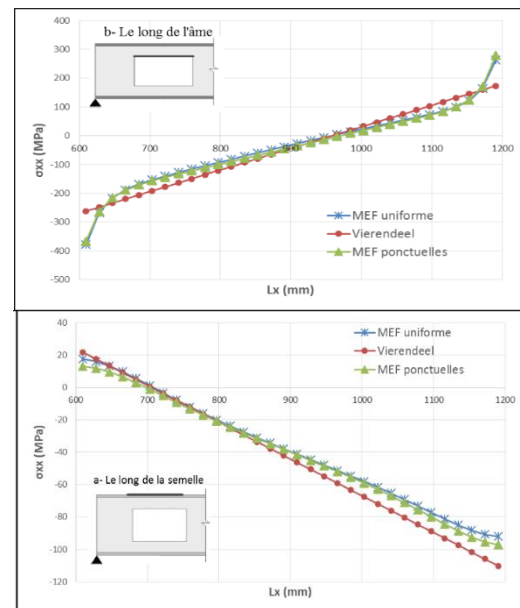 b- Le long de l'âme
400
300
200
100
0
-100
-200
-300
-400
-500
σxx (MPa)
600 700 800 900 1000 1100 1200
MEF uniforme
Vierendeel
MEF ponctuelles
Lx (mm)
40
20
0
-20
-40
-60
-80
-100
-120
σxx (MPa)
600 700 800 900 1000 1100 1200
MEF uniforme
Vierendeel
MEF ponctuelles
a- Le long de la semelle
Lx (mm)